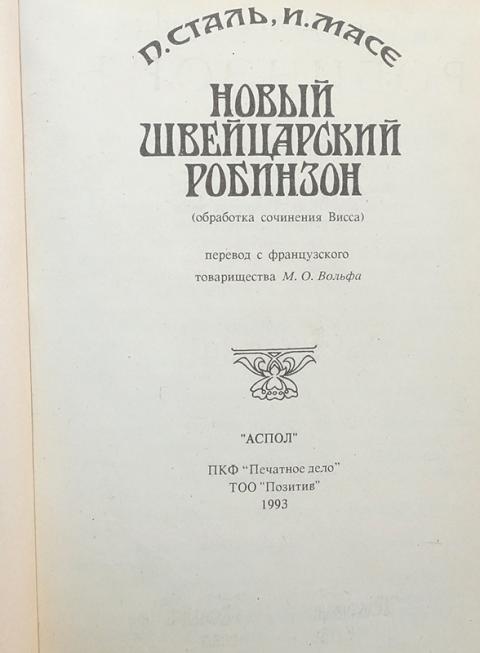 П. СТАЛЬ, И. МАСЕ
НОВЫЙ
ШВЕЙЦАРСКИЙ
РОБИНЗОН
(обработка сочинения Висса)
перевод с французского
товарищества М. О. Вольфа
"АСПОЛ"
ПКФ “Печатное дело”
ТОО "Позитив"
1993